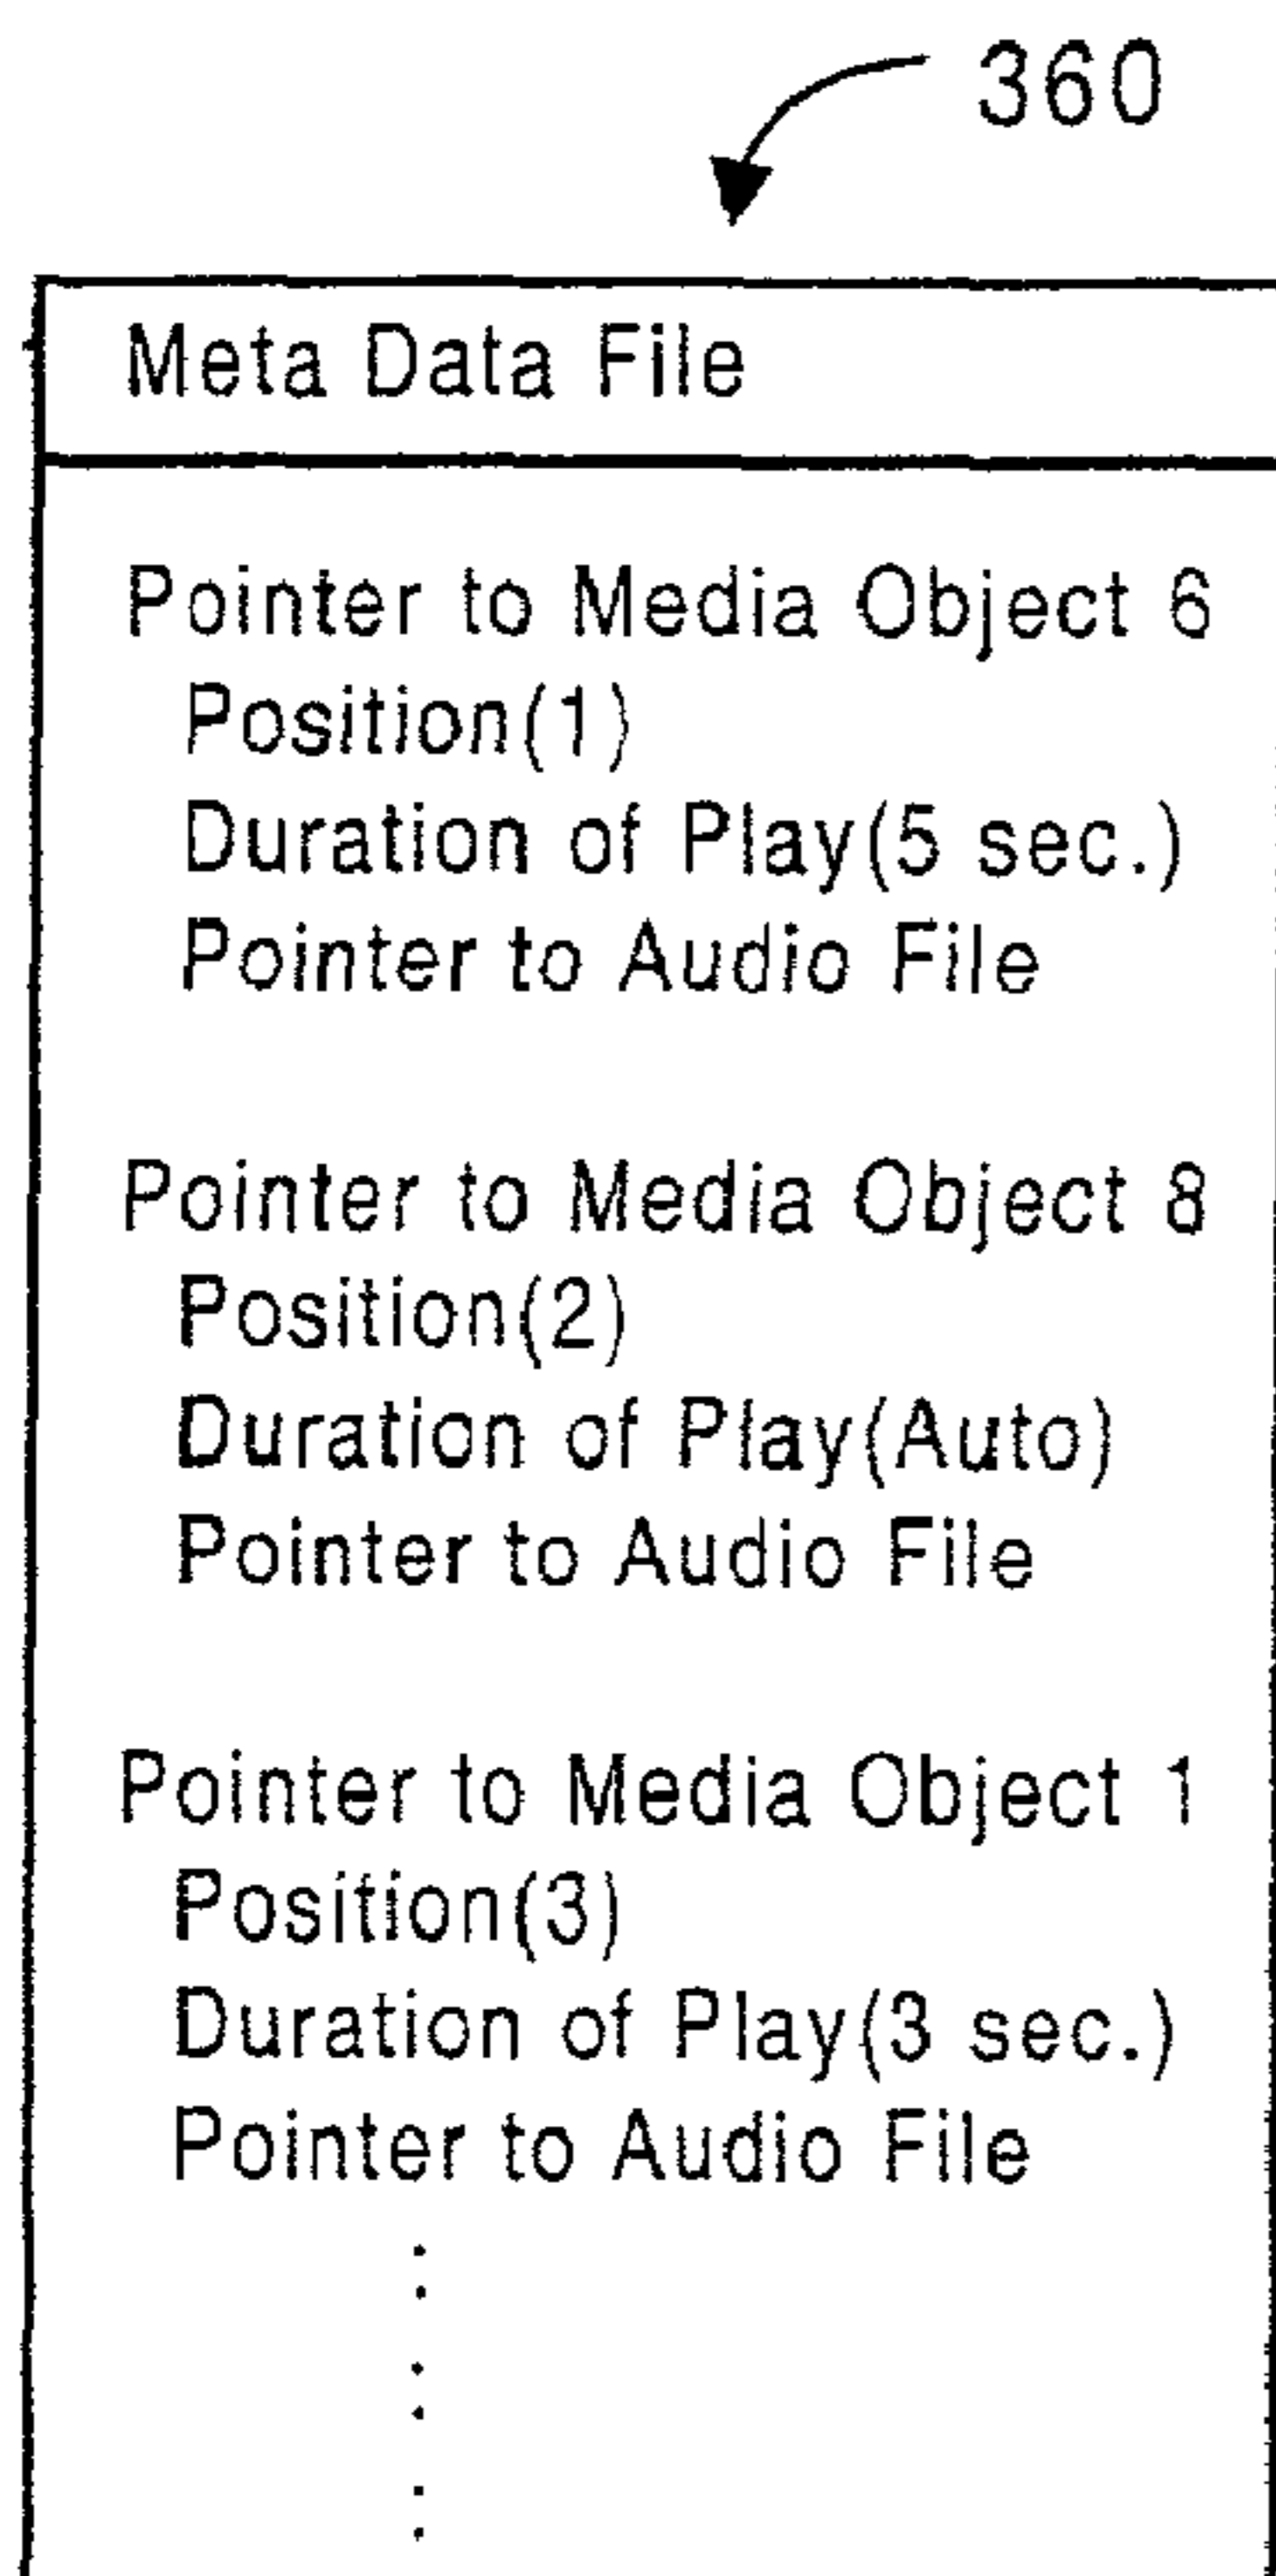 360
Meta Data File
Pointer to Media Object 6
Position(1)
Duration of Play(5 sec.)
Pointer to Audio File
Pointer to Media Object 8
Position(2)
Duration of Play(Auto)
Pointer to Audio File
Pointer to Media Object 1
Position(3)
Duration of Play(3 sec.)
Pointer to Audio File